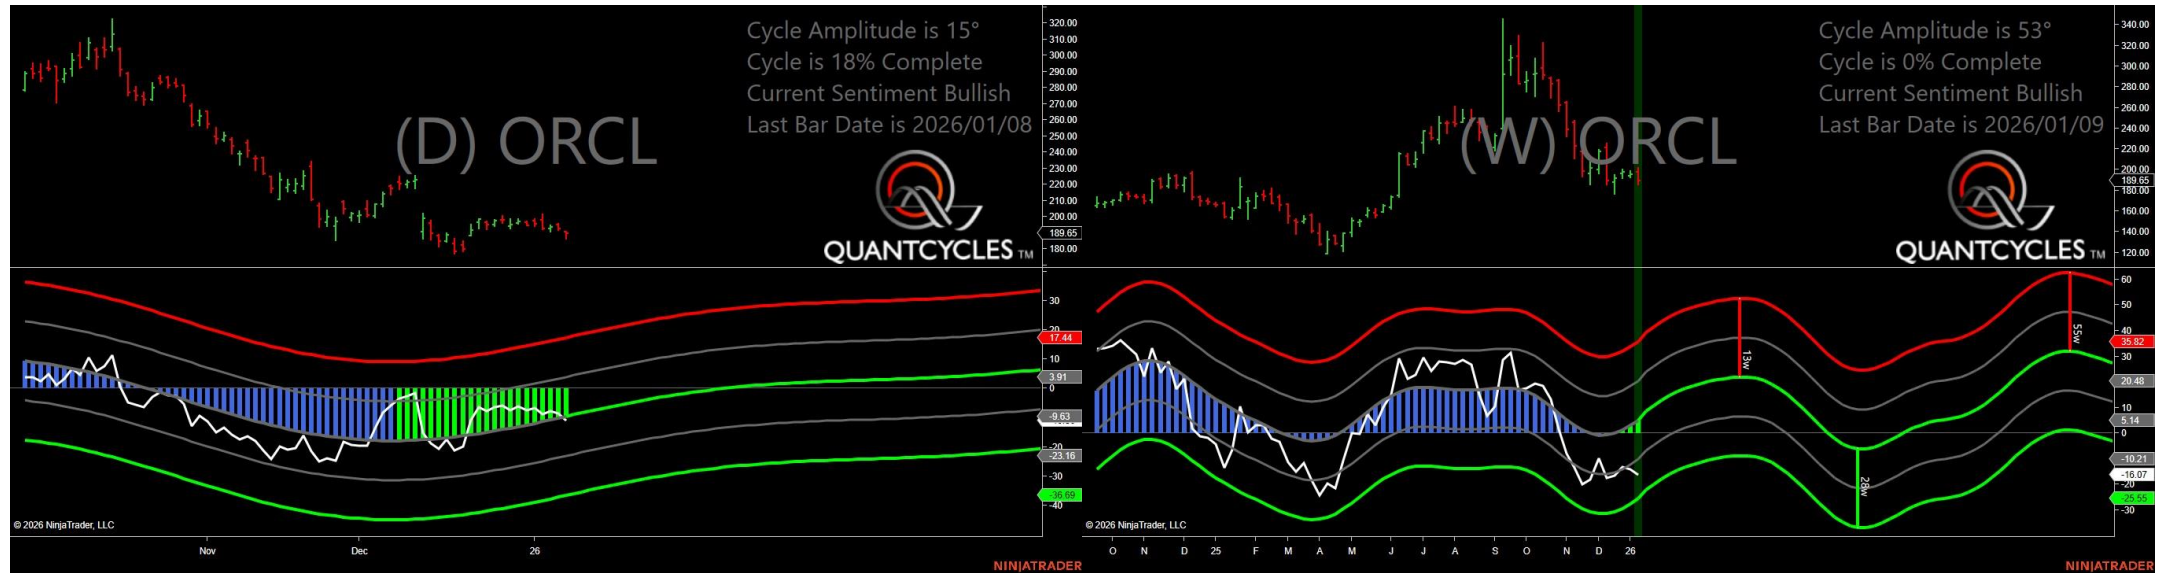 Cycle Amplitude is 15°
Cycle is 18% Complete
Current Sentiment Bullish
Last Bar Date is 2026/01/08
(D) ORCL
QUANTCYCLES TM
320.00
310.00
300.00
290.00
280.00
270.00
260.00
250.00
240.00
230.00
220.00
210.00
200.00
189.65
180.00
30
20
17.44
10
3.91
0
-9.63
-20
-23.16
-36.69
-40
© 2026 NinjaTrader, LLC
Nov
Dec
26
NINJATRADER
Cycle Amplitude is 53°
Cycle is 0% Complete
Current Sentiment Bullish
Last Bar Date is 2026/01/09
(W) ORCL
QUANTCYCLES TM
340.00
320.00
300.00
280.00
260.00
240.00
220.00
200.00
189.65
180.00
160.00
140.00
120.00
13w
28w
55w
60
50
40
35.82
30
20.48
10
5.14
0
-10.21
-16.07
-20
-25.55
-30
© 2026 NinjaTrader, LLC
O N D 25 F M A M J J A S O N D 26
NINJATRADER